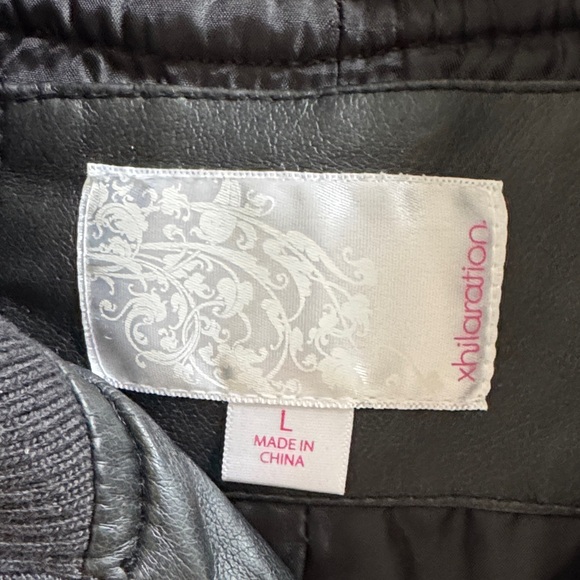 xhilaration.
L
MADE IN
CHINA